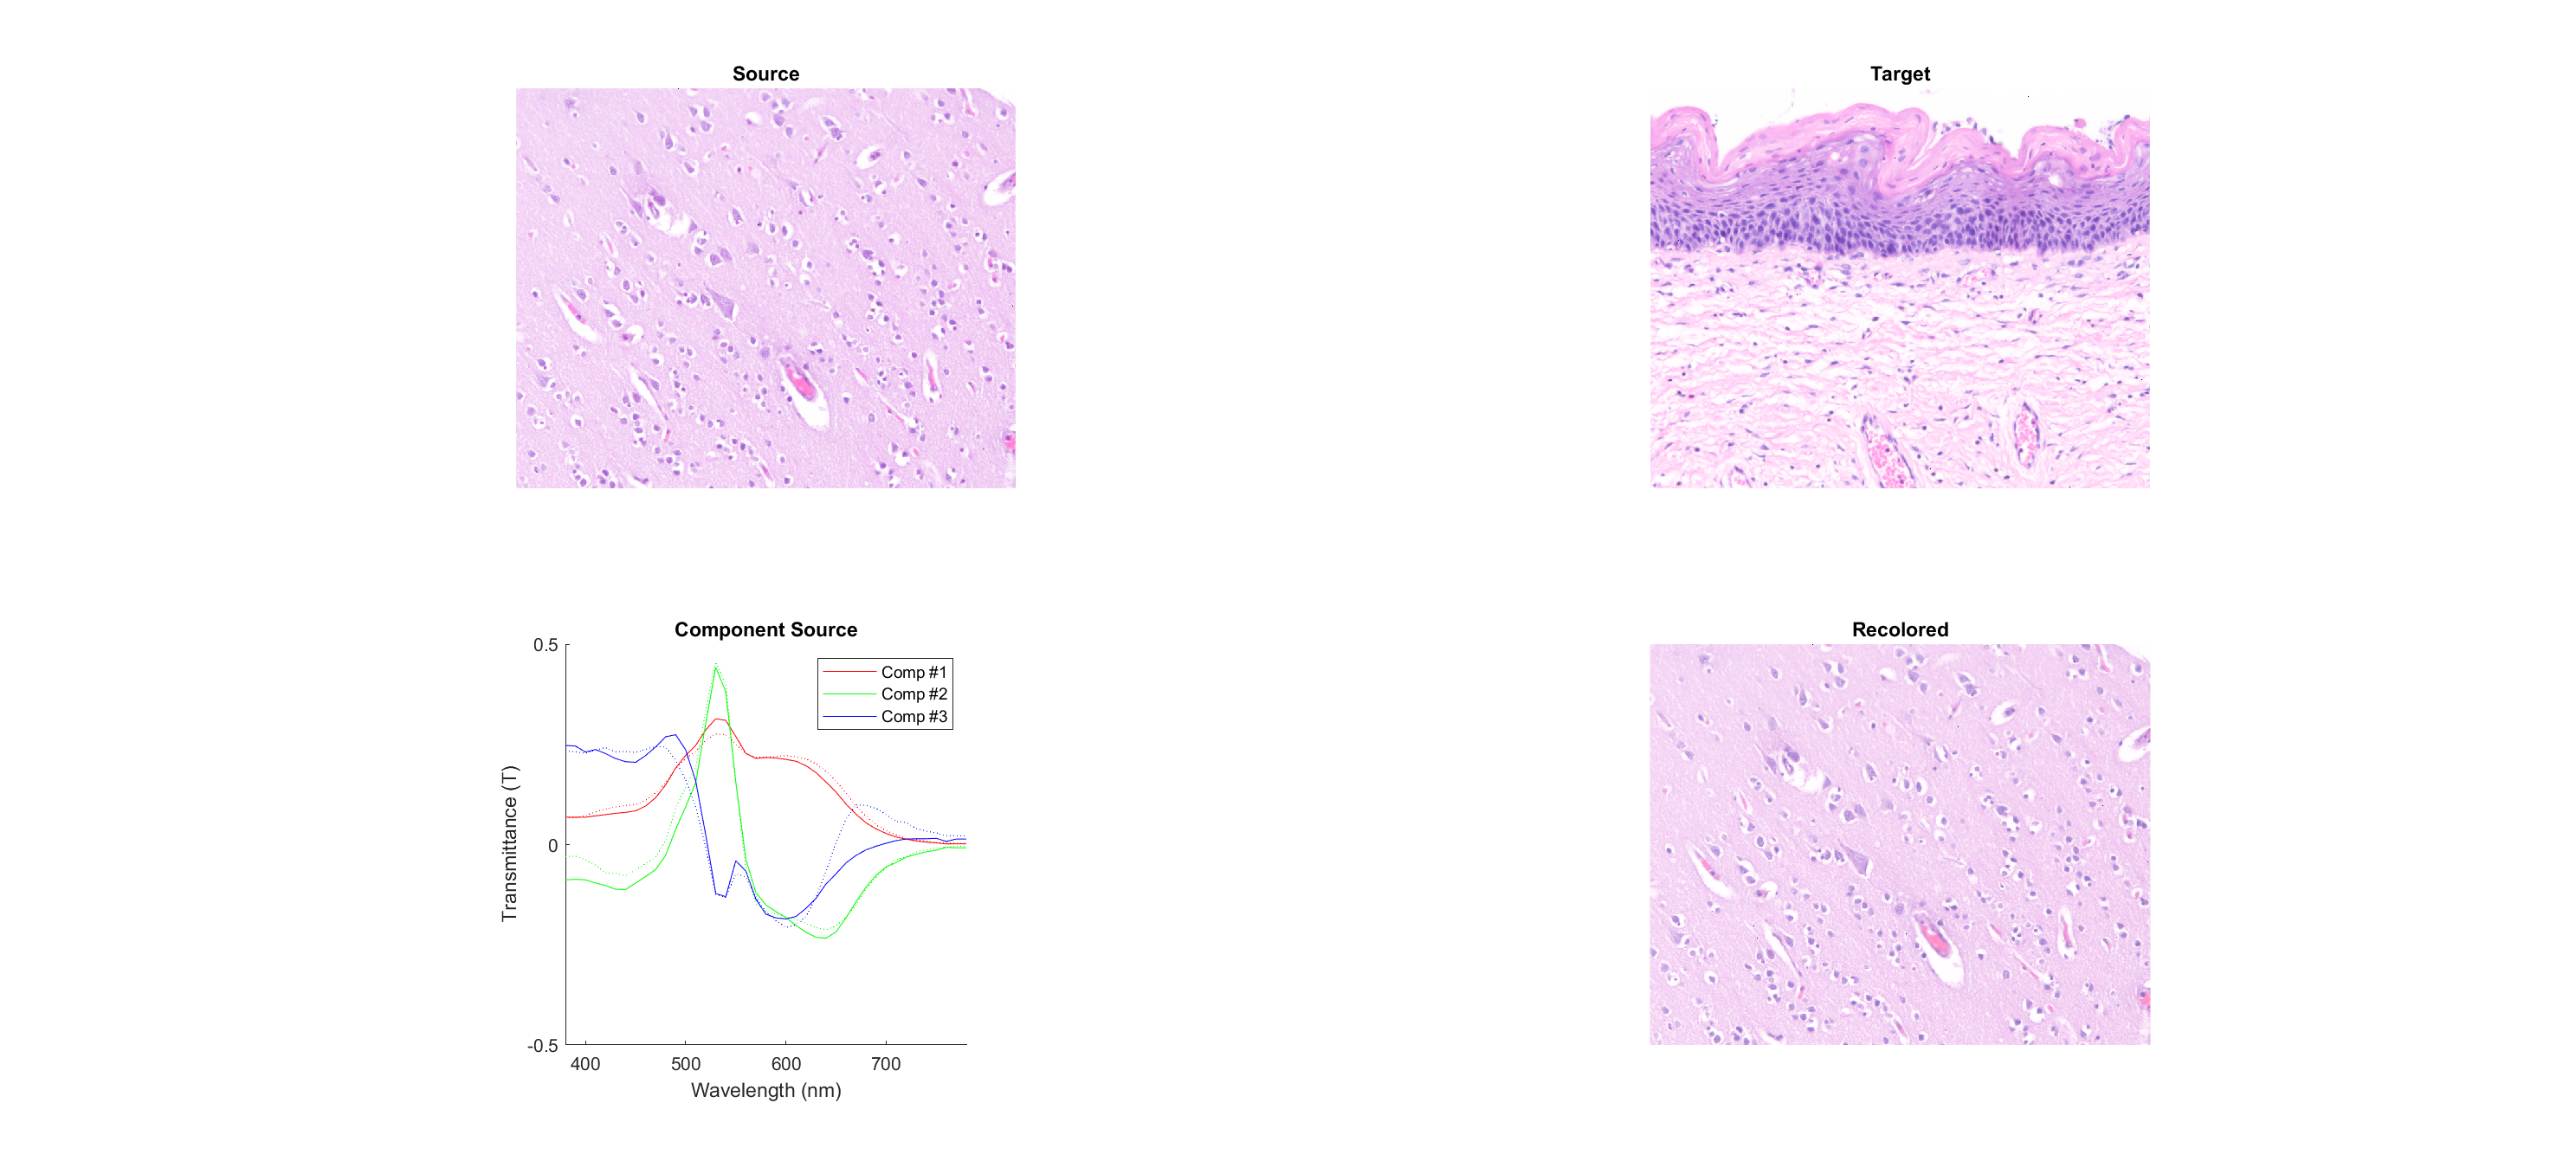 Source
Target
Component Source
0.5
0
-0.5
Transmittance (T)
Comp #1
Comp #2
Comp #3
400 500 600 700
Wavelength (nm)
Recolored